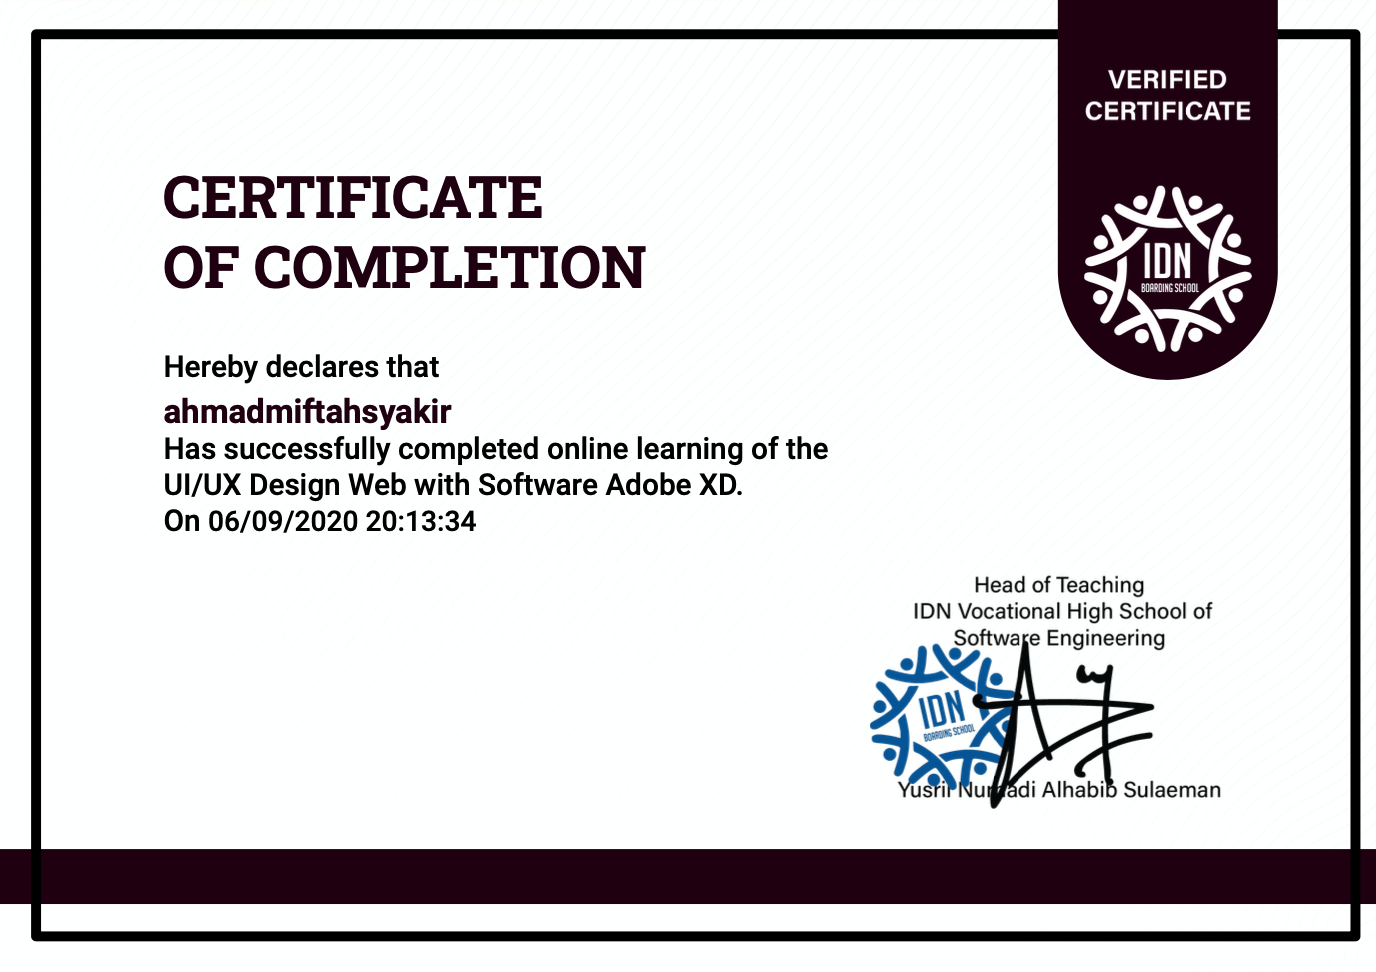 VERIFIED
CERTIFICATE
IDN
BOARDING SCHOOL
CERTIFICATE
OF COMPLETION
Hereby declares that
ahmadmiftahsyakir
Has successfully completed online learning of the
UI/UX Design Web with Software Adobe XD.
On 06/09/2020 20:13:34
Head of Teaching
IDN Vocational High School of
Software Engineering
IDN
BOARDING SCHOOL
Alhabib Sulaeman